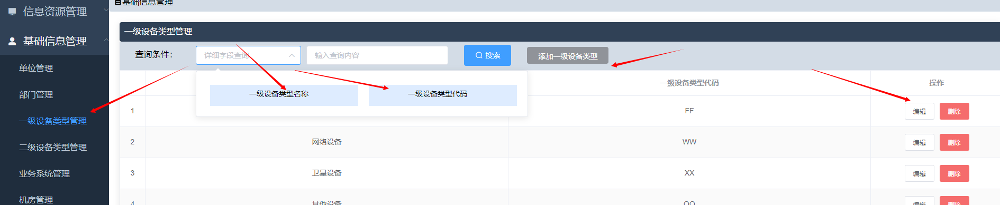 信息资源管理
基础信息管理
单位管理
部门管理
一级设备类型管理
二级设备类型管理
业务系统管理
机房管理
基础信息管理
一级设备类型管理
查询条件:
详细字段查询
输入查询内容
搜索
添加一级设备类型
一级设备类型名称
一级设备类型代码
一级设备类型代码
操作
1
FF
编辑
删除
2
网络设备
WW
编辑
删除
3
卫星设备
XX
编辑
删除
4
其他设备
QQ
编辑
删除